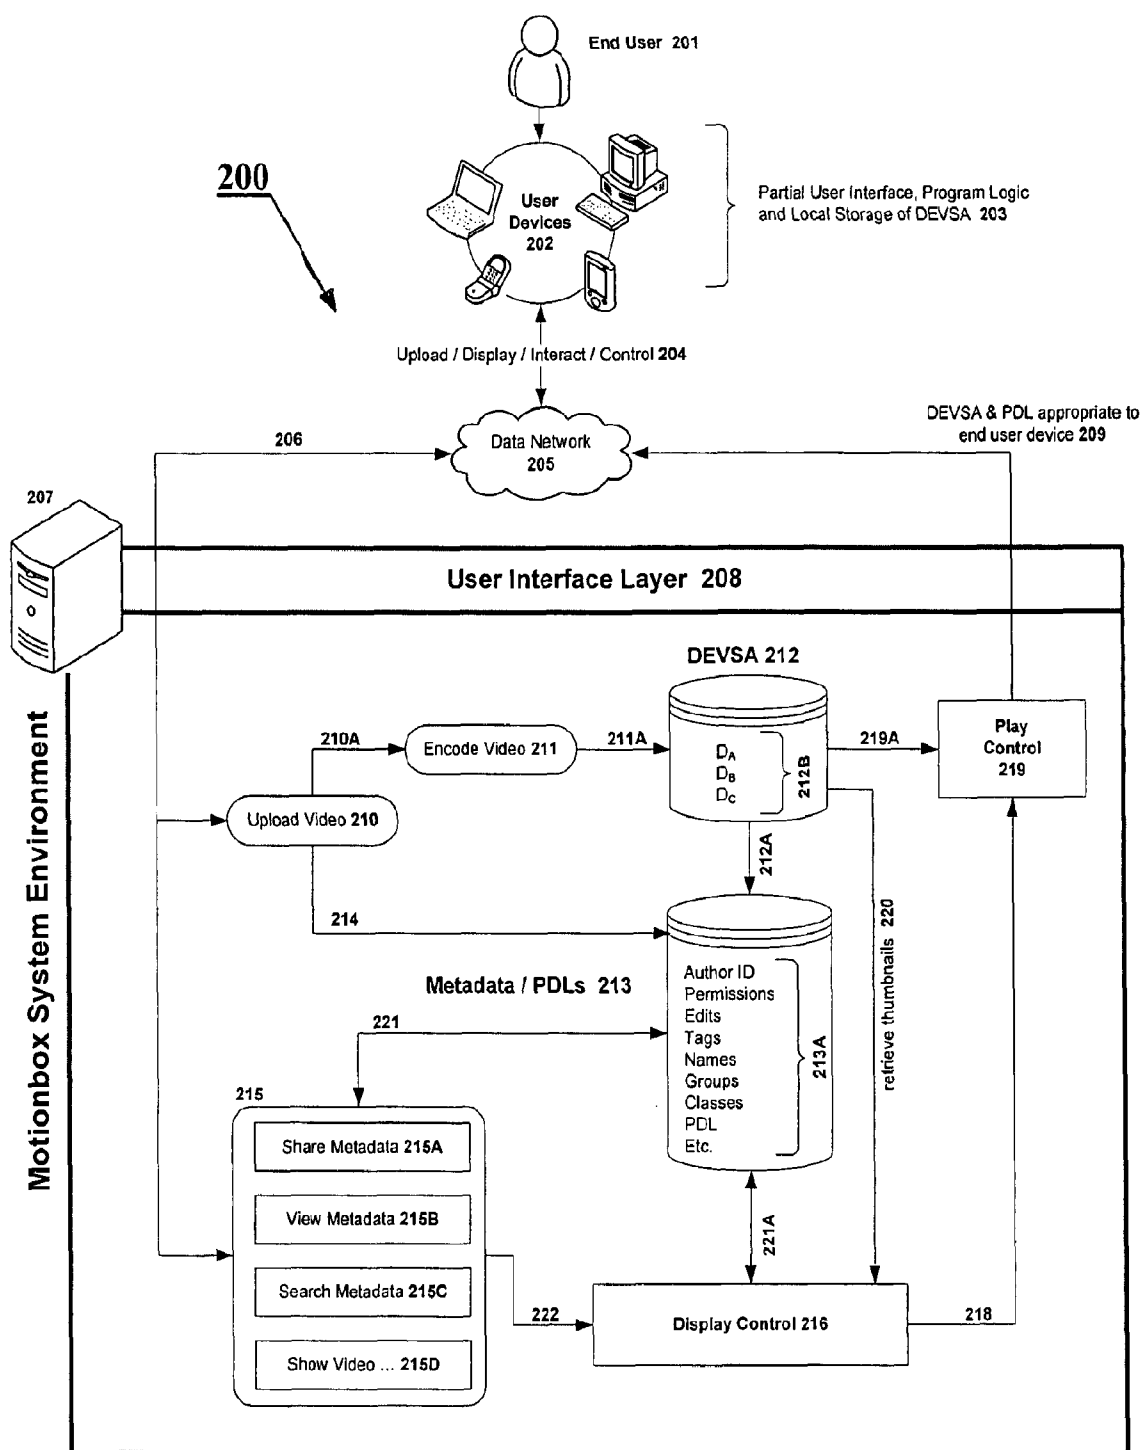 End User 201
200
User
Devices
202
Partial User Interface, Program Logic
and Local Storage of DEVSA 203
Upload / Display / Interact / Control 204
DEVSA & PDL appropriate to
end user device 209
206
Data Network
205
207
User Interface Layer 208
Motionbox System Environment
DEVSA 212
210A
Encode Video 211
211A
DA
DB
DC
212B
219A
Play
Control
219
Upload Video 210
212A
214
retrieve thumbnails 220
Metadata / PDLs 213
Author ID
Permissions
Edits
Tags
Names
Groups
Classes
PDL
Etc.
213A
221
215
Share Metadata 215A
View Metadata 215B
Search Metadata 215C
Show Video ... 215D
221A
222
Display Control 216
218